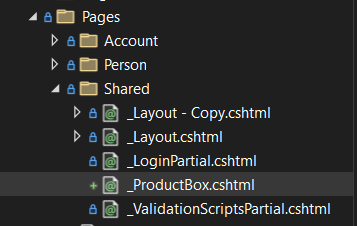 Pages
Account
Person
Shared
_Layout - Copy.cshtml
_Layout.cshtml
_LoginPartial.cshtml
_ProductBox.cshtml
_ValidationScriptsPartial.cshtml